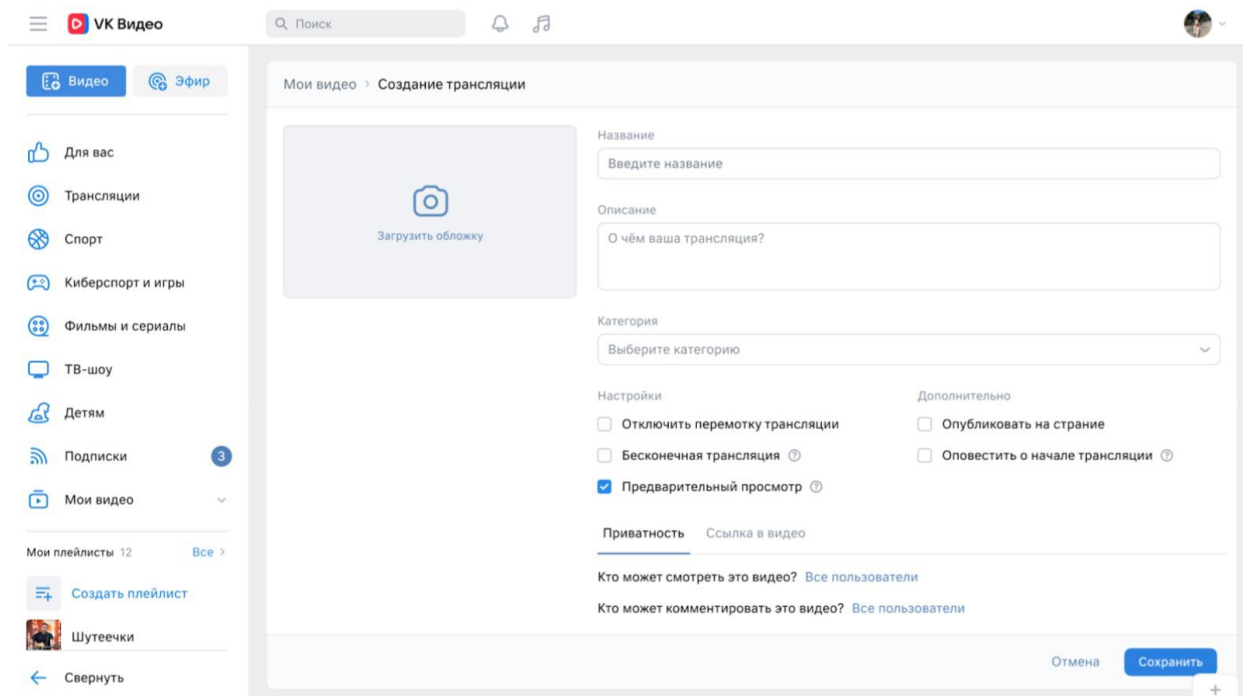 VK Видео
Поиск
Видео
Эфир
Для вас
Трансляции
Спорт
Киберспорт и игры
Фильмы и сериалы
ТВ-шоу
Детям
Подписки 3
Мои видео
Мои плейлисты 12 Все
Создать плейлист
Шутеечки
Свернуть
Мои видео > Создание трансляции
Загрузить обложку
Название
Введите название
Описание
О чём ваша трансляция?
Категория
Выберите категорию
Настройки
Отключить перемотку трансляции
Бесконечная трансляция ?
Предварительный просмотр ?
Дополнительно
Опубликовать на страние
Оповестить о начале трансляции ?
Приватность Ссылка в видео
Кто может смотреть это видео? Все пользователи
Кто может комментировать это видео? Все пользователи
Отмена Сохранить